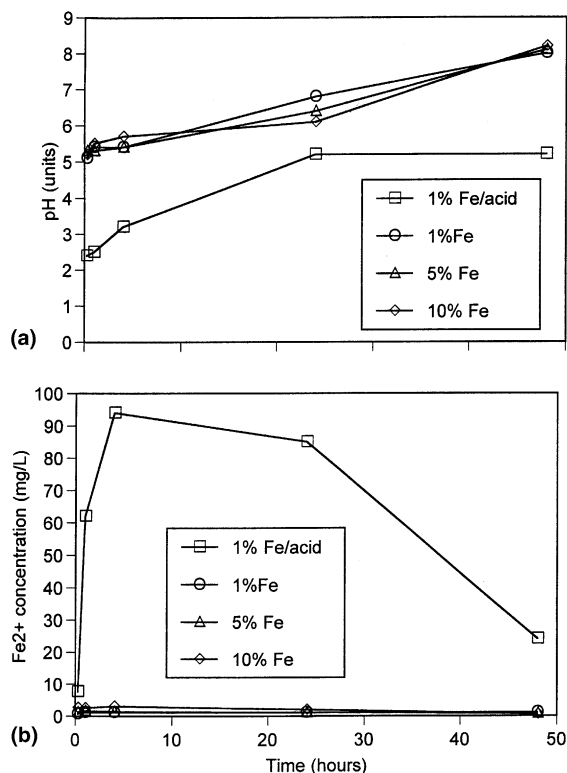 9
8
7
6
5
4
3
2
1
0
pH (units)
1% Fe/acid
1%Fe
5% Fe
10% Fe
(a)
100
90
80
70
60
50
40
30
20
10
0
Fe2+ concentration (mg/L)
1% Fe/acid
1%Fe
5% Fe
10% Fe
(b)
0 10 20 30 40 50
Time (hours)